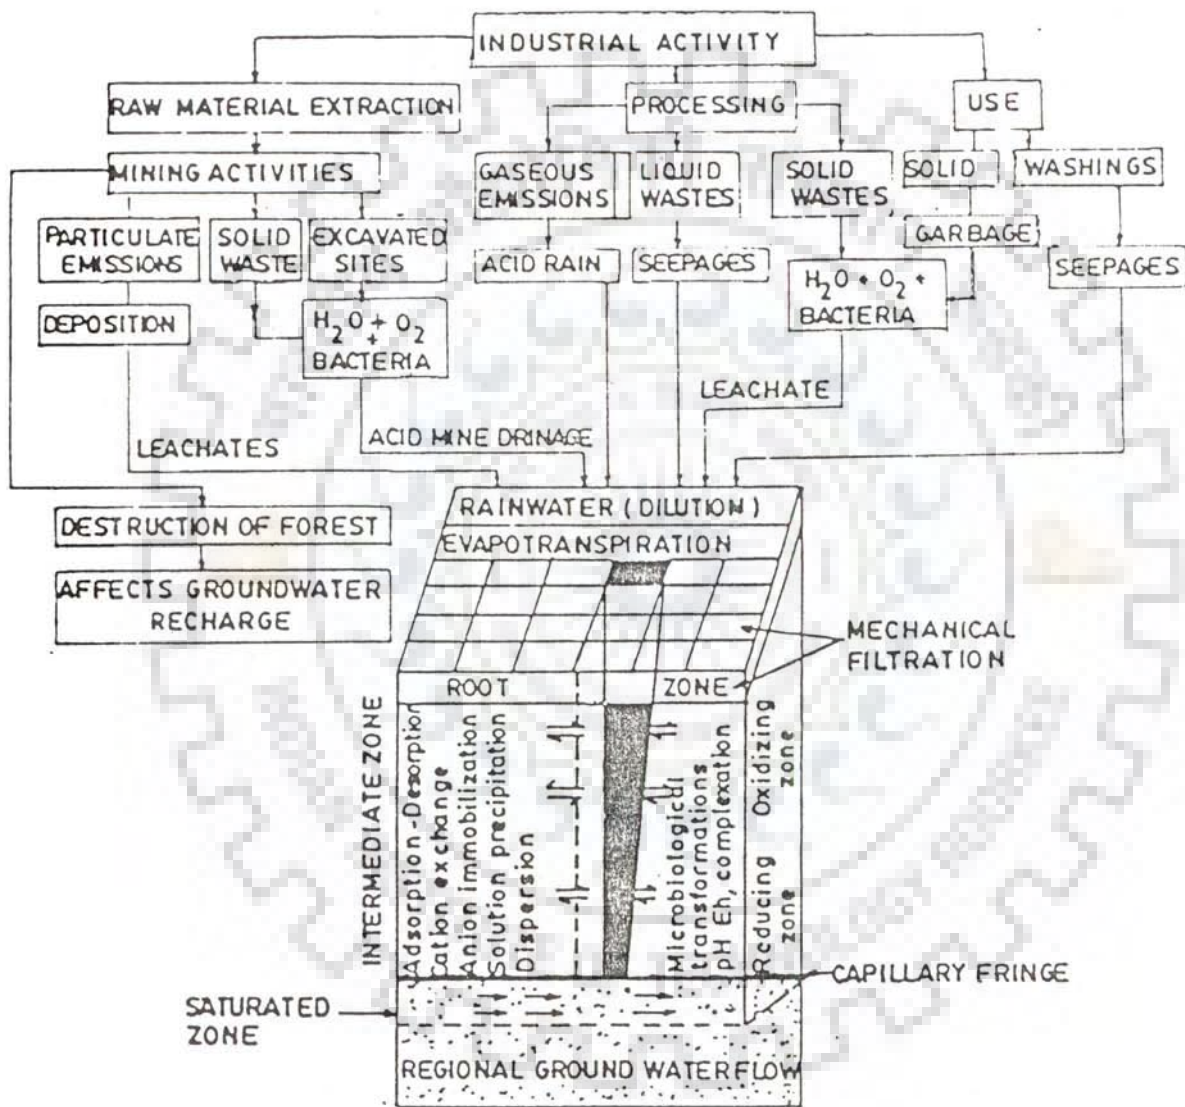 INDUSTRIAL ACTIVITY
RAW MATERIAL EXTRACTION
PROCESSING
USE
MINING ACTIVITIES
GASEOUS
EMISSIONS
LIQUID
WASTES
SOLID
WASTES
SOLID
WASHINGS
PARTICULATE
EMISSIONS
SOLID
WASTE
EXCAVATED
SITES
GARBAGE
ACID RAIN
SEEPAGES
SEEPAGES
DEPOSITION
H2O + O2
+
BACTERIA
H2O + O2 +
BACTERIA
LEACHATE
ACID MINE DRINAGE
LEACHATES
RAINWATER (DILUTION)
EVAPOTRANSPIRATION
DESTRUCTION OF FOREST
AFFECTS GROUNDWATER
RECHARGE
MECHANICAL
FILTRATION
ROOT ZONE
INTERMEDIATE ZONE
Adsorption-Desorption
Cation exchange
Anion immobilization
Solution precipitation
Dispersion
Microbiological
transformations
pH Eh, complexation
Oxidizing
zone
Reducing
zone
CAPILLARY FRINGE
SATURATED
ZONE
REGIONAL GROUND WATERFLOW